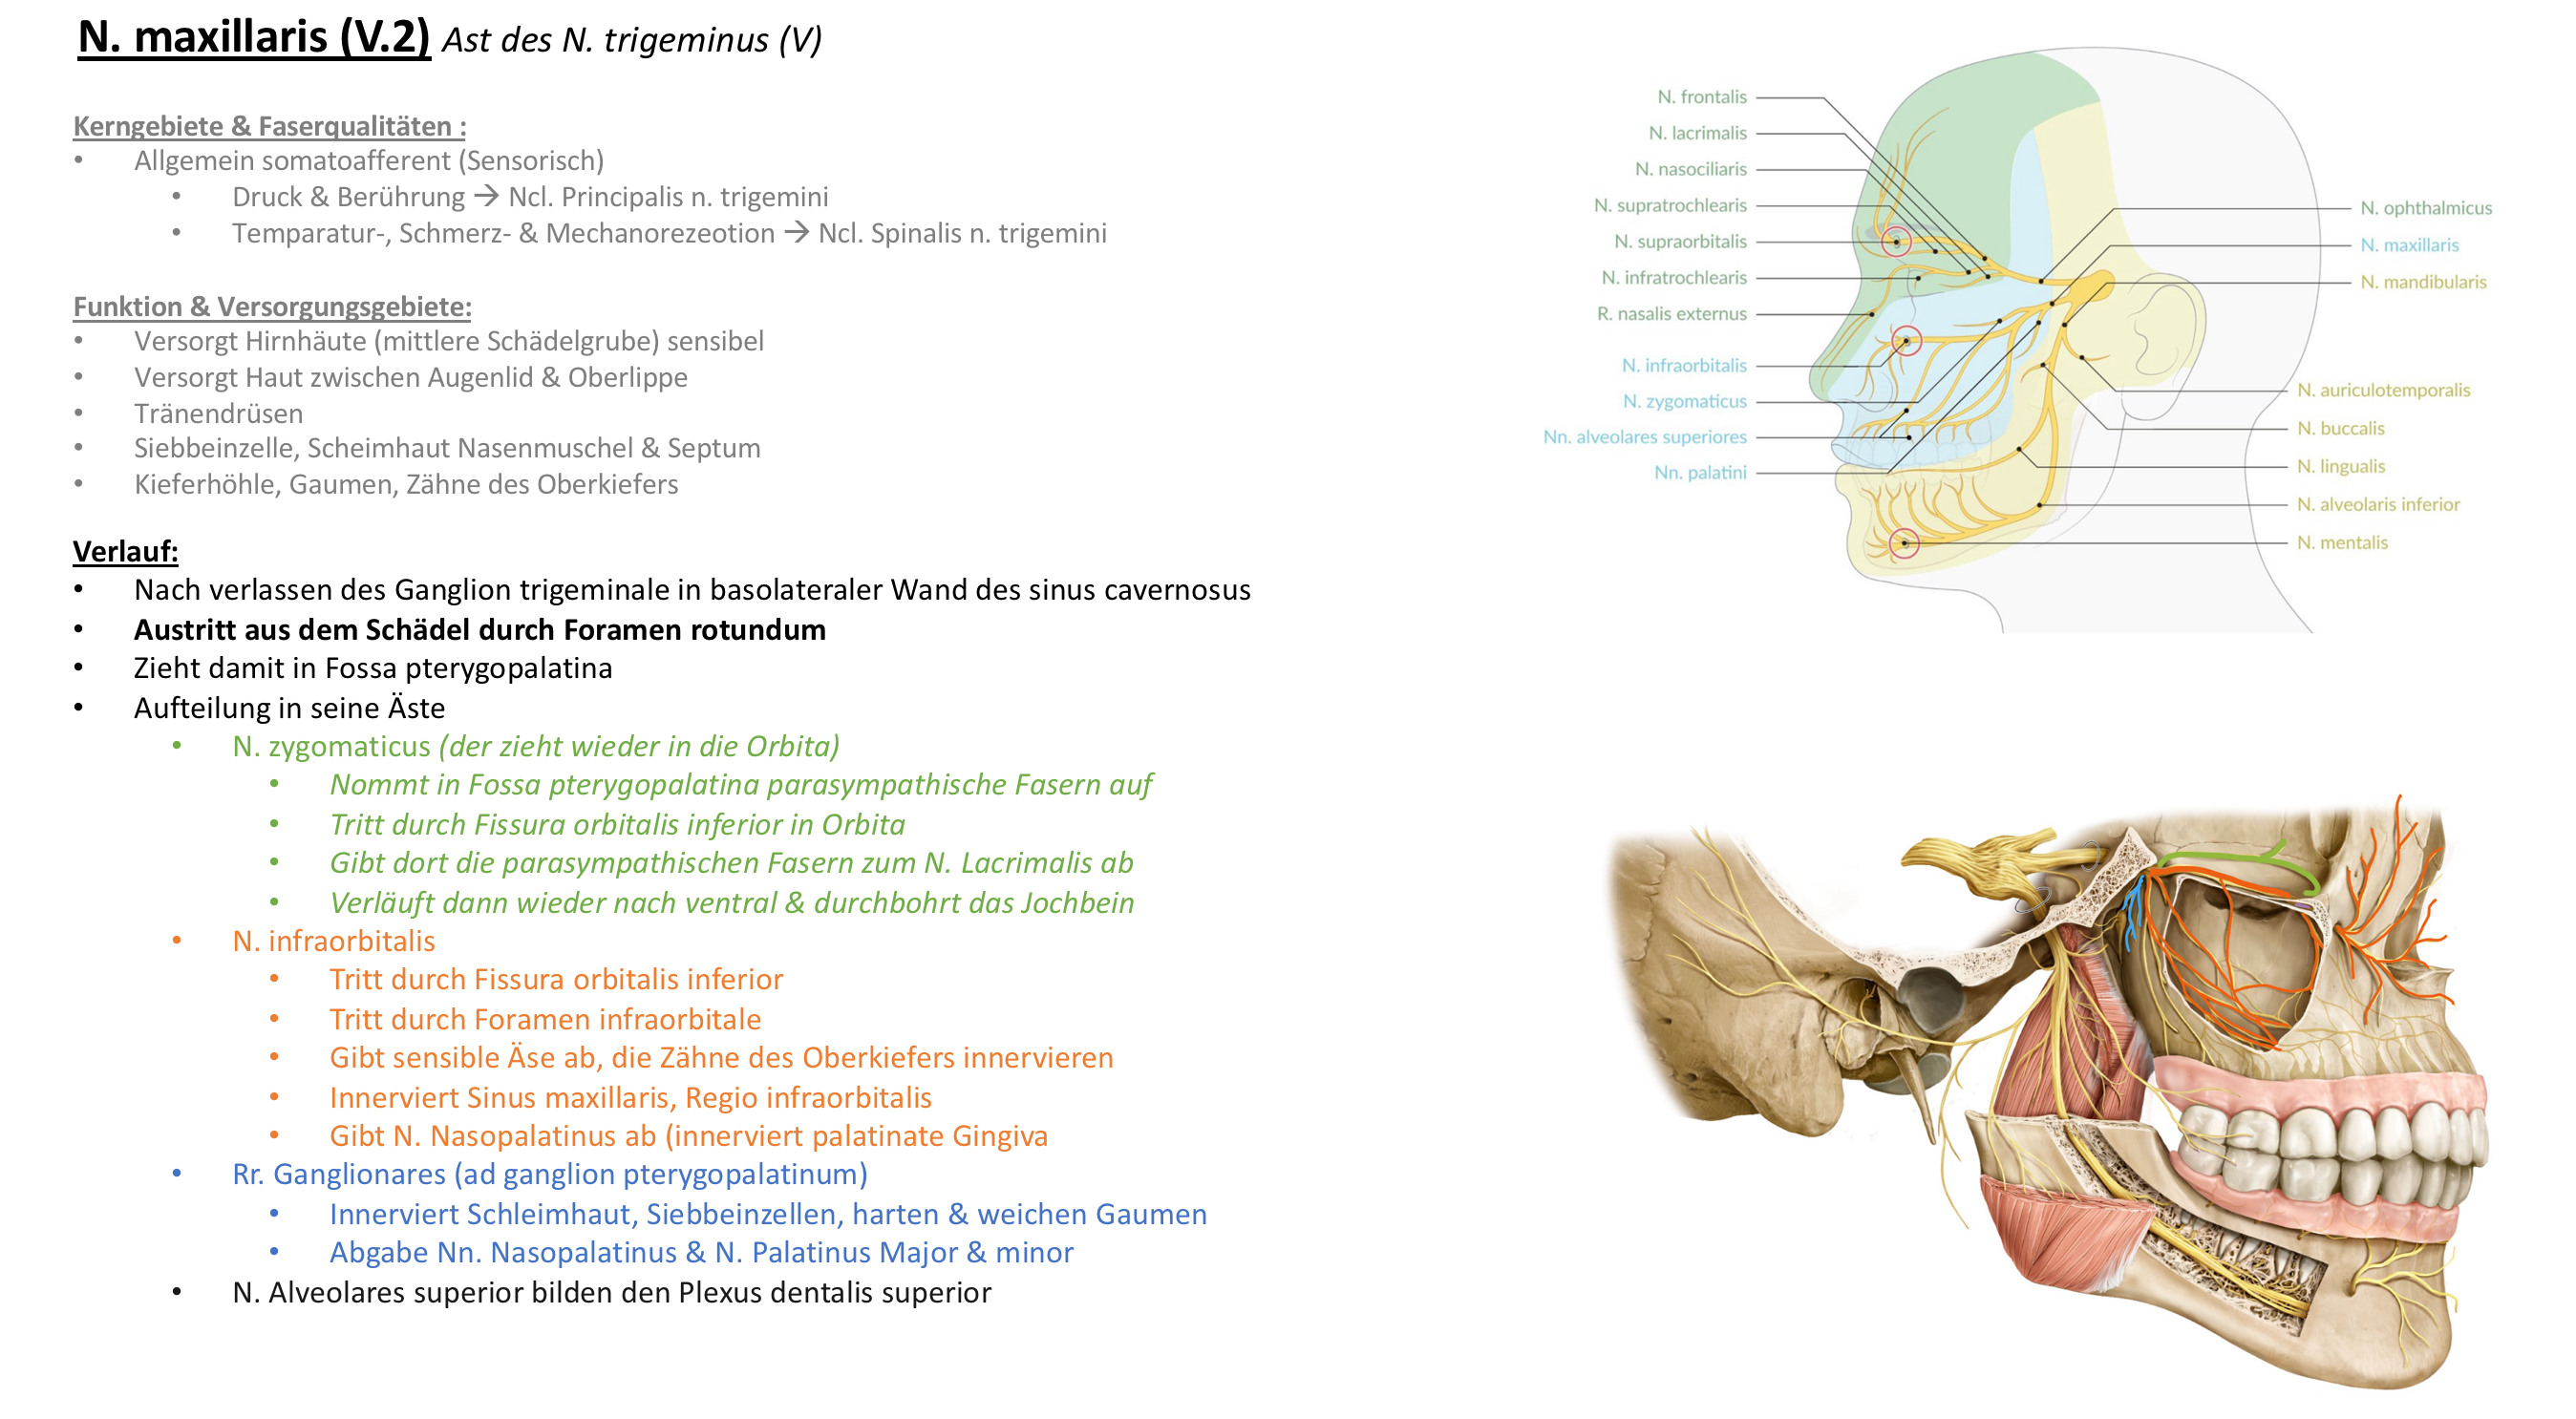 N. maxillaris (V.2) Ast des N. trigeminus (V)
Kerngebiete & Faserqualitäten :
• Allgemein somatoafferent (Sensorisch)
• Druck & Berührung → Ncl. Principalis n. trigemini
• Temparatur-, Schmerz- & Mechanorezeotion → Ncl. Spinalis n. trigemini
Funktion & Versorgungsgebiete:
• Versorgt Hirnhäute (mittlere Schädelgrube) sensibel
• Versorgt Haut zwischen Augenlid & Oberlippe
• Tränendrüsen
• Siebbeinzelle, Scheimhaut Nasenmuschel & Septum
• Kieferhöhle, Gaumen, Zähne des Oberkiefers
Verlauf:
• Nach verlassen des Ganglion trigeminale in basolateraler Wand des sinus cavernosus
• Austritt aus dem Schädel durch Foramen rotundum
• Zieht damit in Fossa pterygopalatina
• Aufteilung in seine Äste
• N. zygomaticus (der zieht wieder in die Orbita)
• Nommt in Fossa pterygopalatina parasympathische Fasern auf
• Tritt durch Fissura orbitalis inferior in Orbita
• Gibt dort die parasympathischen Fasern zum N. Lacrimalis ab
• Verläuft dann wieder nach ventral & durchbohrt das Jochbein
• N. infraorbitalis
• Tritt durch Fissura orbitalis inferior
• Tritt durch Foramen infraorbitale
• Gibt sensible Äse ab, die Zähne des Oberkiefers innervieren
• Innerviert Sinus maxillaris, Regio infraorbitalis
• Gibt N. Nasopalatinus ab (innerviert palatinate Gingiva
• Rr. Ganglionares (ad ganglion pterygopalatinum)
• Innerviert Schleimhaut, Siebbeinzellen, harten & weichen Gaumen
• Abgabe Nn. Nasopalatinus & N. Palatinus Major & minor
• N. Alveolares superior bilden den Plexus dentalis superior
N. frontalis
N. lacrimalis
N. nasociliaris
N. supratrochlearis
N. supraorbitalis
N. infratrochlearis
R. nasalis externus
N. infraorbitalis
N. zygomaticus
Nn. alveolares superiores
Nn. palatini
N. ophthalmicus
N. maxillaris
N. mandibularis
N. auriculotemporalis
N. buccalis
N. lingualis
N. alveolaris inferior
N. mentalis